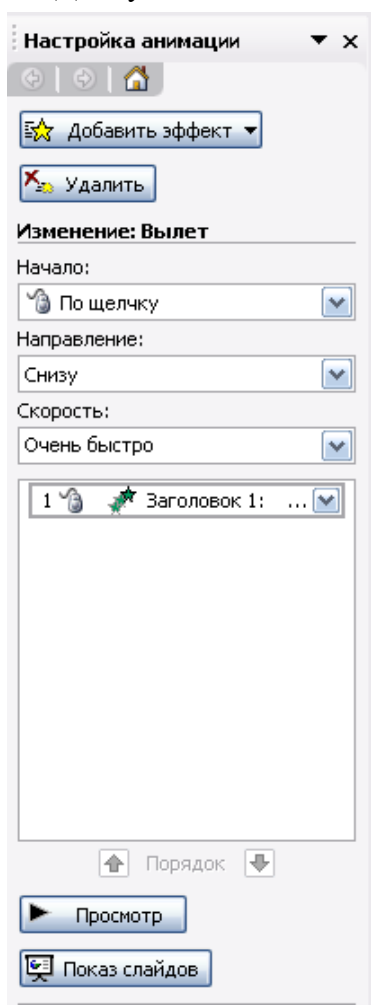 Настройка анимации
Добавить эффект
Удалить
Изменение: Вылет
Начало:
По щелчку
Направление:
Снизу
Скорость:
Очень быстро
1 Заголовок 1: ...
Порядок
Просмотр
Показ слайдов